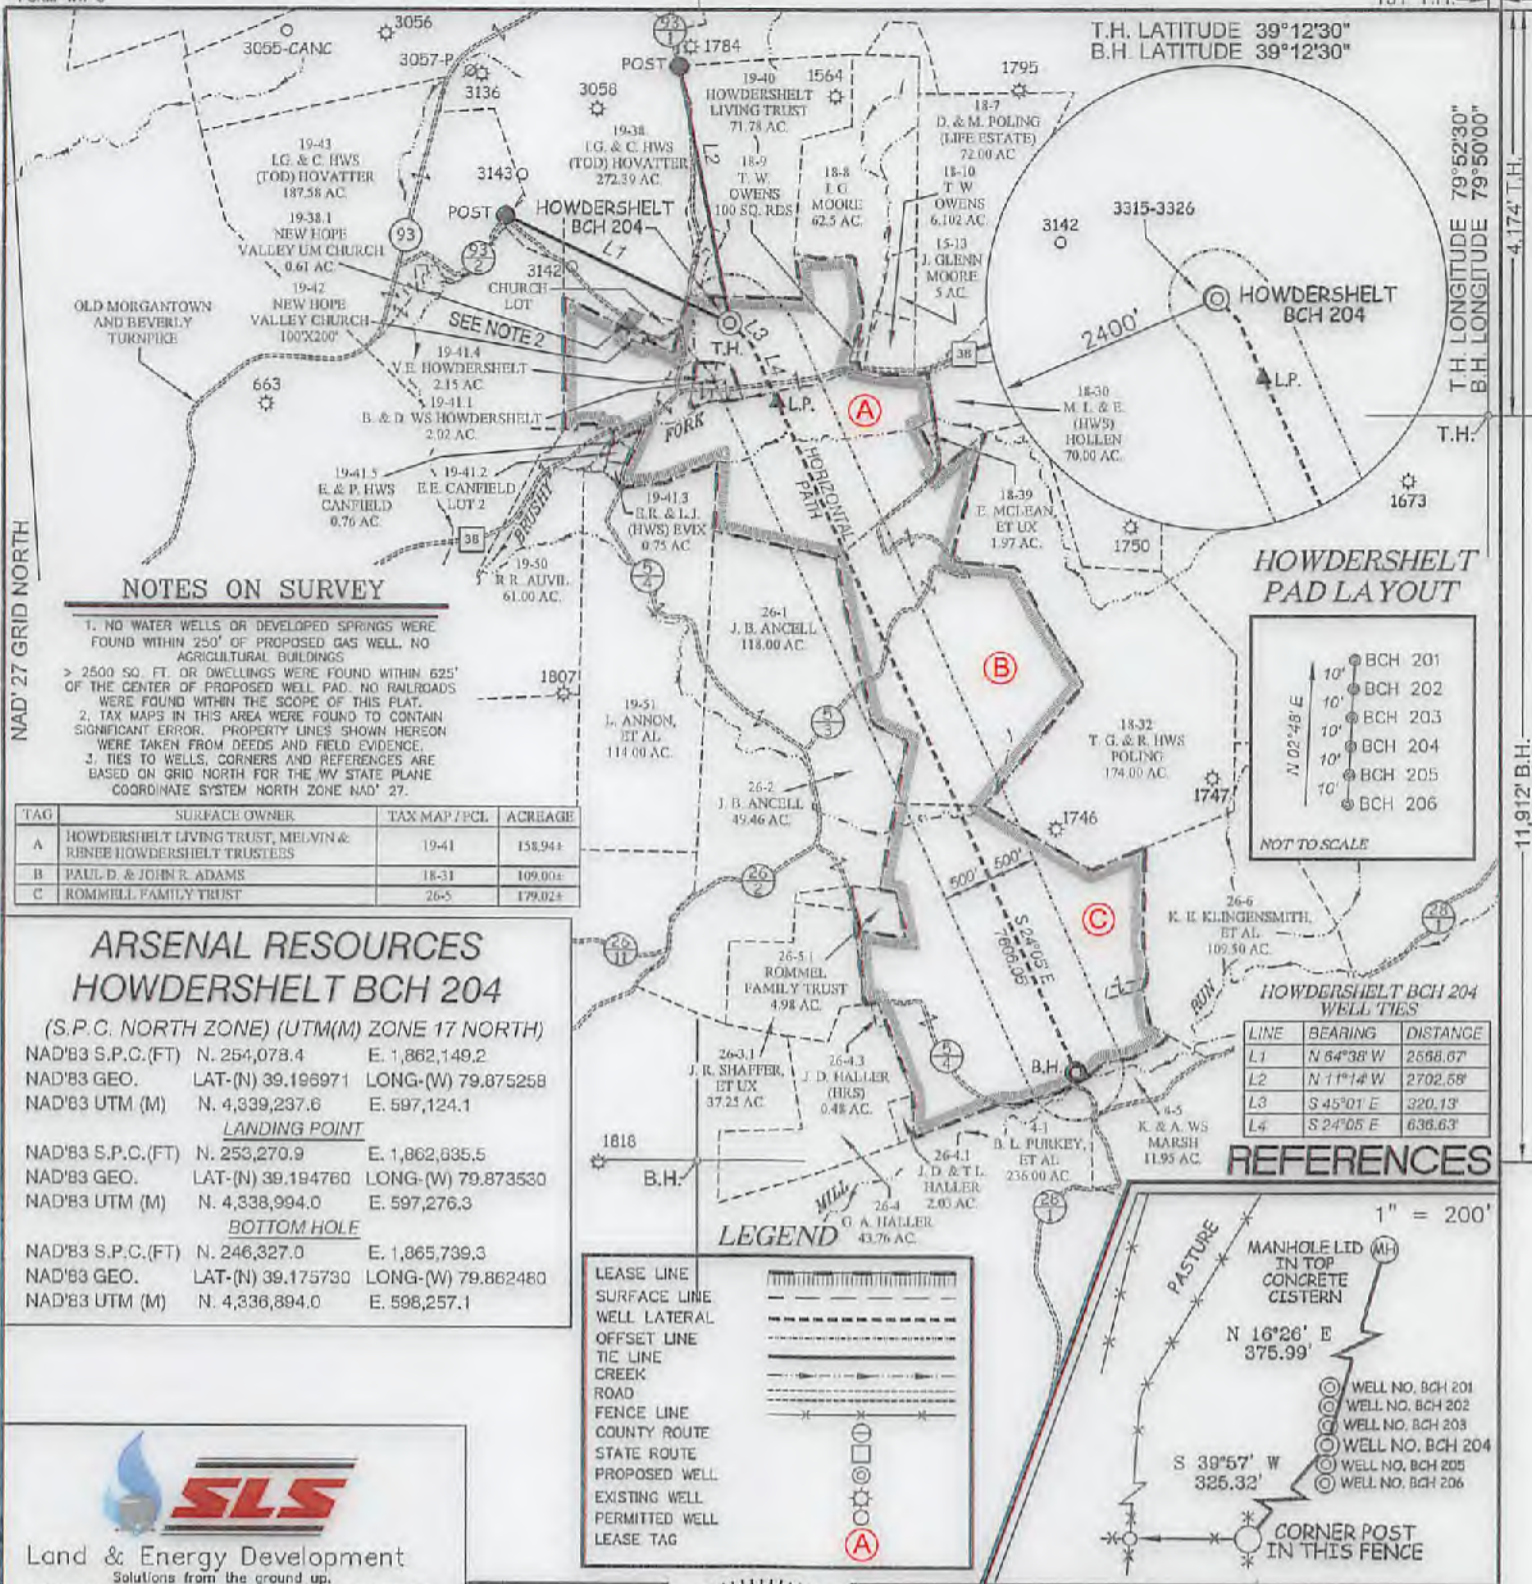 T.H. LATITUDE 39°12'30"
B.H. LATITUDE 39°12'30"
T.H. LONGITUDE 79°52'30"
B.H. LONGITUDE 79°50'00"
4,174' T.H.
11,912' B.H.
NAD'27 GRID NORTH
3055-CANC
3056
3057-P
3136
3058
93
1
1784
POST
1564
1795
19-40
HOWDERSHELT
LIVING TRUST
71.78 AC.
18-7
D. & M. POLING
(LIFE ESTATE)
72.00 AC
19-43
I.G. & C. HWS
(TOD) HOVATTER
187.58 AC.
19-38
I.G. & C. HWS
(TOD) HOVATTER
272.39 AC.
L2
18-9
T. W.
OWENS
100 SQ. RDS
18-8
I. G.
MOORE
62.5 AC.
18-10
T. W.
OWENS
6.102 AC.
15-13
J. GLENN
MOORE
5 AC.
3143
POST
HOWDERSHELT
BCH 204
L1
19-38.1
NEW HOPE
VALLEY UM CHURCH
0.61 AC
93
93
2
3142
CHURCH
LOT
19-42
NEW HOPE
VALLEY CHURCH
100'X200'
SEE NOTE 2
OLD MORGANTOWN
AND BEVERLY
TURNPIKE
T.H.
L3
L4
L.P.
38
A
19-41.4
V.E. HOWDERSHELT
2.15 AC.
19-41.1
B. & D. WS HOWDERSHELT
2.02 AC.
663
FORK
BRUSHY
19-41.5
E. & P. HWS
CANFIELD
0.76 AC.
19-41.2
E.E. CANFIELD
LOT 2
19-41.3
E.R. & L.J.
(HWS) EVIX
0.75 AC
38
19-50
R R. AUVIL
61.00 AC.
5
4
HORIZONTAL
PATH
18-30
M. L. & E.
(HWS)
HOLLEN
70.00 AC.
18-39
E. MCLEAN,
ET UX
1.97 AC.
1750
1673
T.H.
3142
3315-3326
HOWDERSHELT
BCH 204
2400'
L.P.
NOTES ON SURVEY
1. NO WATER WELLS OR DEVELOPED SPRINGS WERE
FOUND WITHIN 250' OF PROPOSED GAS WELL. NO
AGRICULTURAL BUILDINGS
> 2500 SQ. FT. OR DWELLINGS WERE FOUND WITHIN 625'
OF THE CENTER OF PROPOSED WELL PAD. NO RAILROADS
WERE FOUND WITHIN THE SCOPE OF THIS PLAT.
2. TAX MAPS IN THIS AREA WERE FOUND TO CONTAIN
SIGNIFICANT ERROR. PROPERTY LINES SHOWN HEREON
WERE TAKEN FROM DEEDS AND FIELD EVIDENCE.
3. TIES TO WELLS, CORNERS AND REFERENCES ARE
BASED ON GRID NORTH FOR THE WV STATE PLANE
COORDINATE SYSTEM NORTH ZONE NAD' 27.
TAG SURFACE OWNER TAX MAP / PCL ACREAGE
A HOWDERSHELT LIVING TRUST, MELVIN & RENEE HOWDERSHELT TRUSTEES 19-41 158.94±
B PAUL D. & JOHN R. ADAMS 18-31 109.00±
C ROMMELL FAMILY TRUST 26-5 179.02±
1807
19-51
L. ANNON,
ET AL
114.00 AC.
26-1
J. B. ANCELL
118.00 AC.
B
5
3
26-2
J. B. ANCELL
49.46 AC.
18-32
T. G. & R. HWS
POLING
174.00 AC.
1747
1746
26
2
500'
500'
C
S 24°05' E
7606.05'
26
11
26-5.1
ROMMEL
FAMILY TRUST
4.98 AC.
26-3.1
J. R. SHAFFER,
ET UX
37.25 AC
26-4.3
J. D. HALLER
(HRS)
0.48 AC.
5
4
B.H.
26-6
K. E. KLINGENSMITH,
ET AL
109.50 AC.
28
1
RUN
1818
B.H.
MILL
26-4
G. A. HALLER
43.76 AC.
26-4.1
J. D. & T L.
HALLER
2.03 AC.
4-1
B. L. PURKEY,
ET AL
236.00 AC.
4-5
K. & A. WS
MARSH
11.95 AC.
26
1
HOWDERSHELT
PAD LAYOUT
N 02°48' E
BCH 201
10'
BCH 202
10'
BCH 203
10'
BCH 204
10'
BCH 205
10'
BCH 206
NOT TO SCALE
HOWDERSHELT BCH 204
WELL TIES
LINE BEARING DISTANCE
L1 N 64°38' W 2568.67'
L2 N 11°14' W 2702.58'
L3 S 45°01' E 320.13'
L4 S 24°05' E 636.63'
ARSENAL RESOURCES
HOWDERSHELT BCH 204
(S.P.C. NORTH ZONE) (UTM(M) ZONE 17 NORTH)
NAD'83 S.P.C.(FT) N. 254,078.4 E. 1,862,149.2
NAD'83 GEO. LAT-(N) 39.196971 LONG-(W) 79.875258
NAD'83 UTM (M) N. 4,339,237.6 E. 597,124.1
LANDING POINT
NAD'83 S.P.C.(FT) N. 253,270.9 E. 1,862,635.5
NAD'83 GEO. LAT-(N) 39.194760 LONG-(W) 79.873530
NAD'83 UTM (M) N. 4,338,994.0 E. 597,276.3
BOTTOM HOLE
NAD'83 S.P.C.(FT) N. 246,327.0 E. 1,865,739.3
NAD'83 GEO. LAT-(N) 39.175730 LONG-(W) 79.862480
NAD'83 UTM (M) N. 4,336,894.0 E. 598,257.1
LEGEND
LEASE LINE
SURFACE LINE
WELL LATERAL
OFFSET LINE
TIE LINE
CREEK
ROAD
FENCE LINE
COUNTY ROUTE
STATE ROUTE
PROPOSED WELL
EXISTING WELL
PERMITTED WELL
LEASE TAG
A
REFERENCES
1" = 200'
PASTURE
MANHOLE LID
IN TOP
CONCRETE
CISTERN
MH
N 16°26' E
375.99'
WELL NO. BCH 201
WELL NO. BCH 202
WELL NO. BCH 203
WELL NO. BCH 204
WELL NO. BCH 205
WELL NO. BCH 206
S 39°57' W
325.32'
CORNER POST
IN THIS FENCE
SLS
Land & Energy Development
Solutions from the ground up.